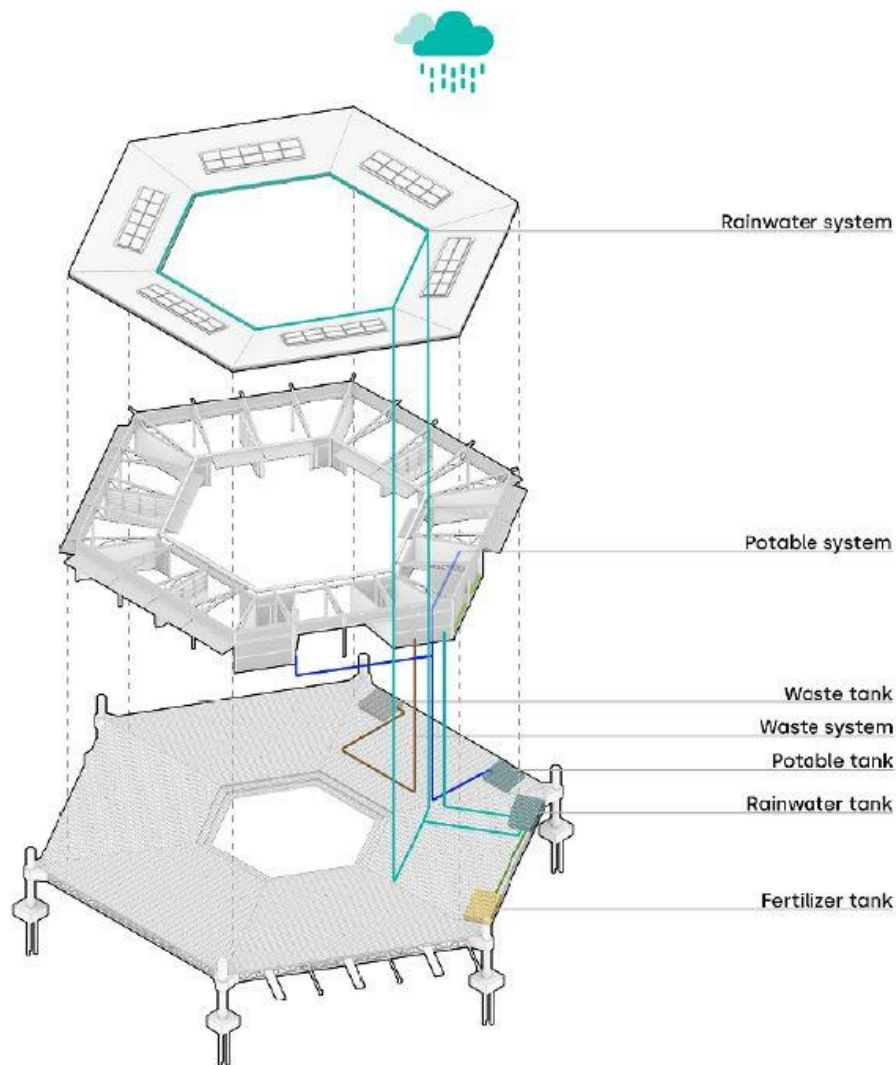 Rainwater system
Potable system
Waste tank
Waste system
Potable tank
Rainwater tank
Fertilizer tank